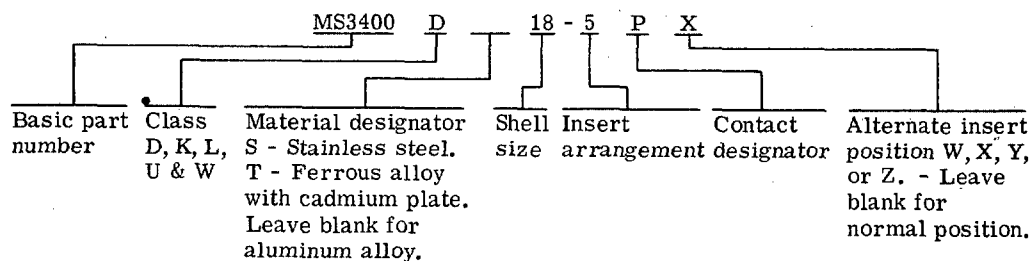 MS3400 D 18 - 5 P X
Basic part number
Class D, K, L, U & W
Material designator
S - Stainless steel.
T - Ferrous alloy with cadmium plate.
Leave blank for aluminum alloy.
Shell size
Insert arrangement
Contact designator
Alternate insert position W, X, Y, or Z. - Leave blank for normal position.